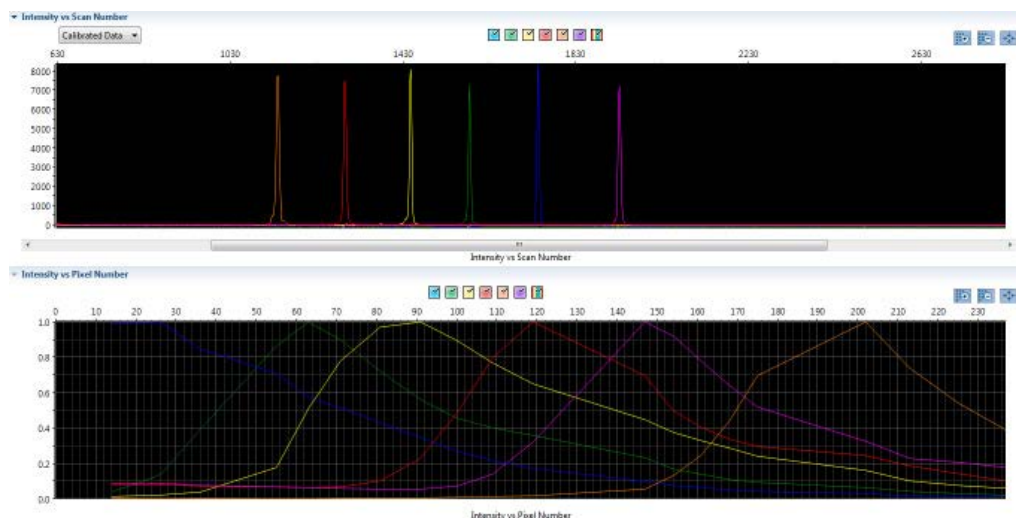 Intensity vs Scan Number
Calibrated Data
630 1030 1430 1830 2230 2630
8000
7000
6000
5000
4000
3000
2000
1000
0
Intensity vs Scan Number
Intensity vs Pixel Number
0 10 20 30 40 50 60 70 80 90 100 110 120 130 140 150 160 170 180 190 200 210 220 230
1.0
0.8
0.6
0.4
0.2
0.0
Intensity vs Pixel Number